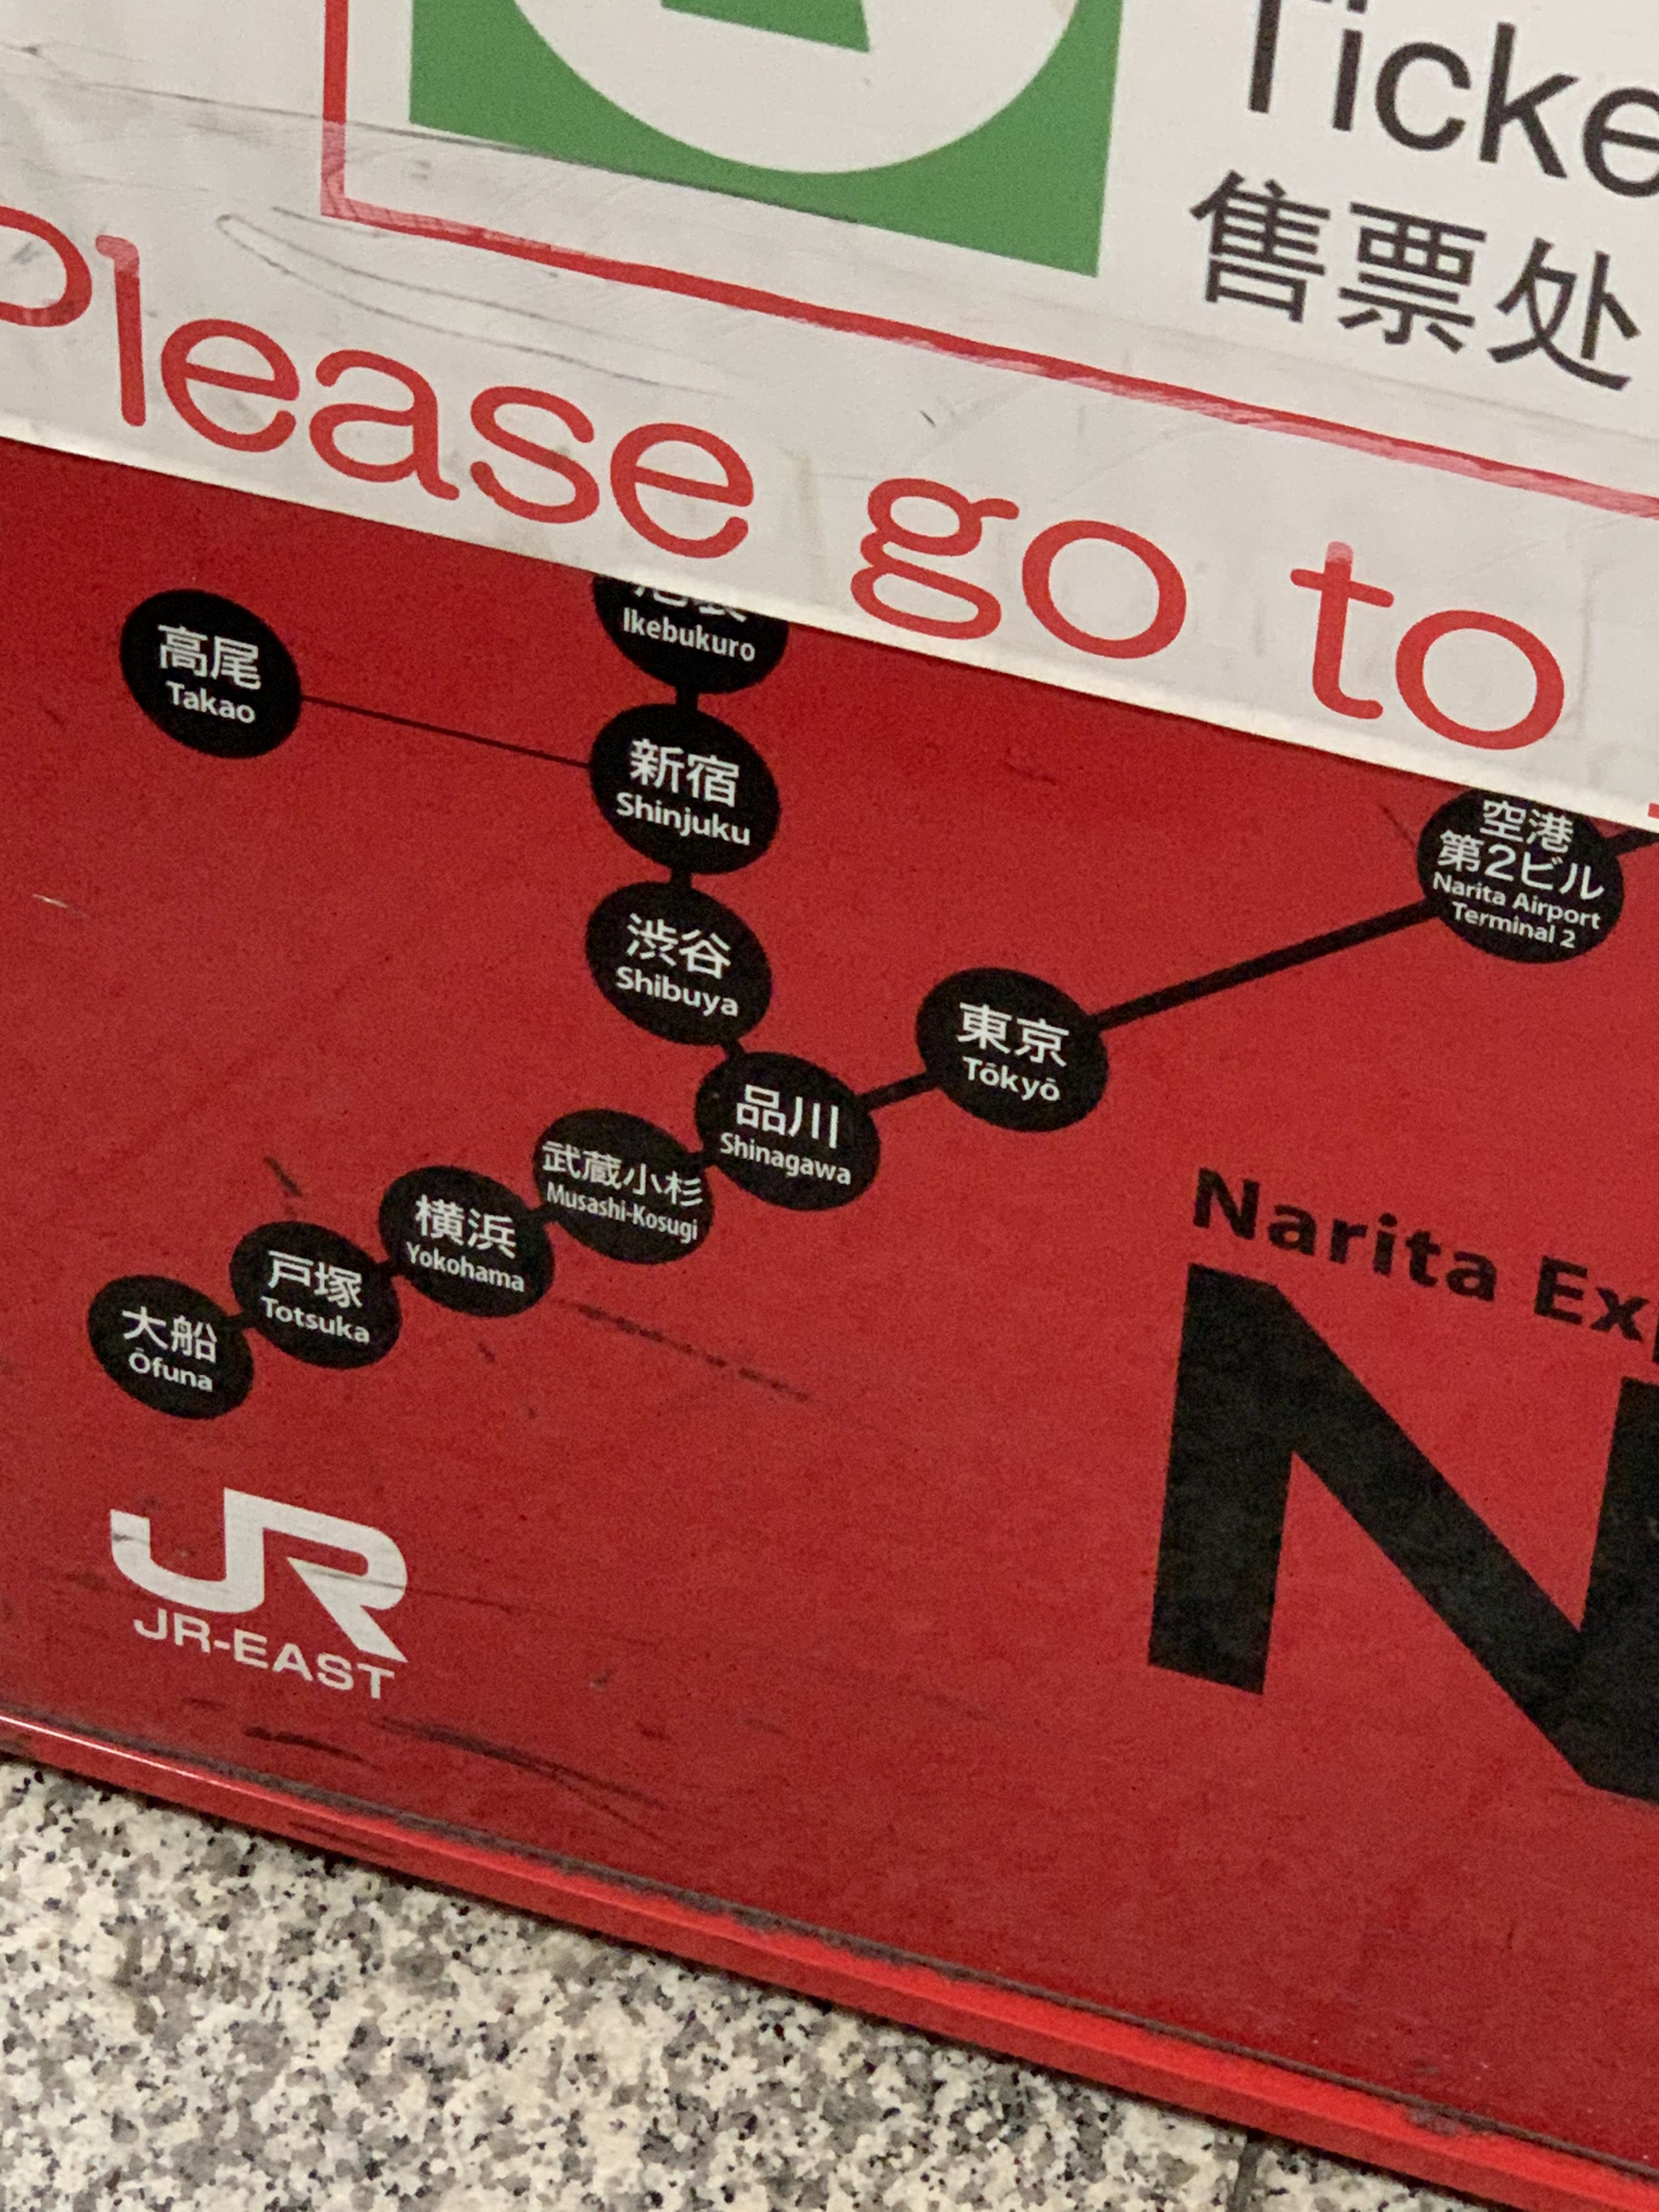 Ticke
售票处
Please go to
Ikebukuro
高尾
Takao
新宿
Shinjuku
空港
第2ビル
Narita Airport
Terminal 2
渋谷
Shibuya
東京
Tōkyō
品川
Shinagawa
武蔵小杉
Musashi-Kosugi
横浜
Yokohama
戸塚
Totsuka
大船
Ōfuna
Narita Exp
N
JR
JR-EAST